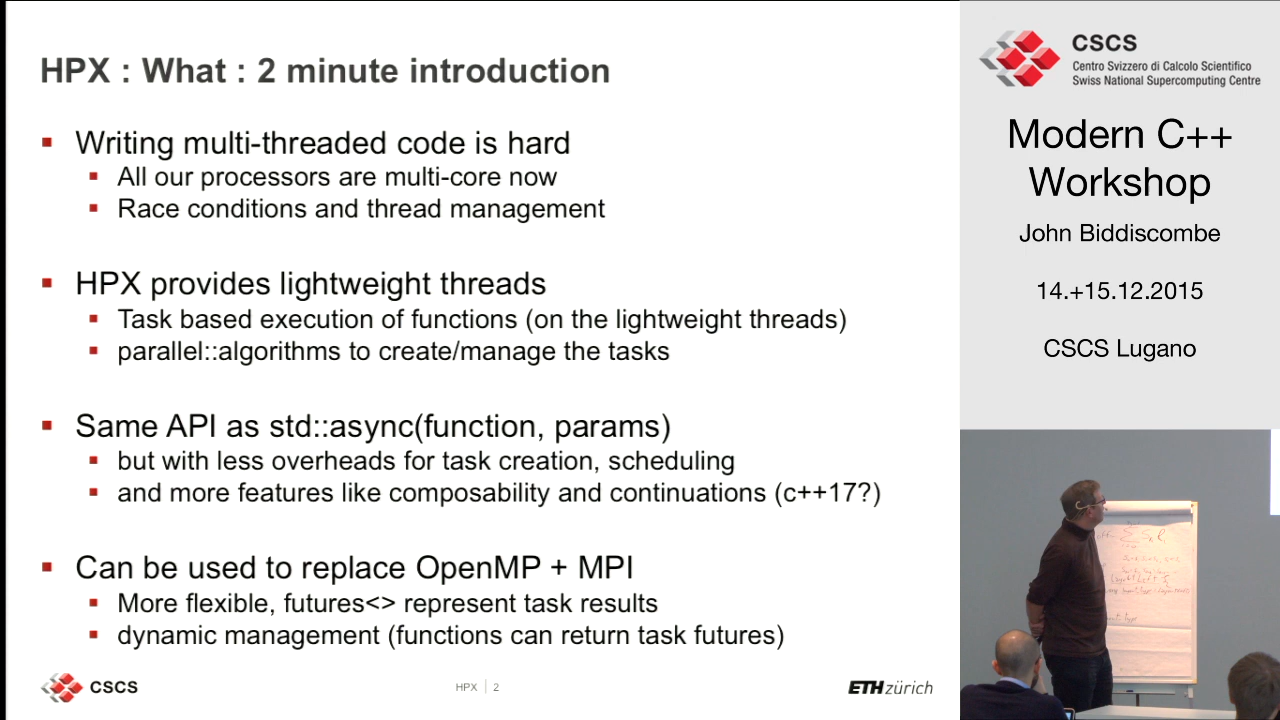 HPX : What : 2 minute introduction
Writing multi-threaded code is hard
All our processors are multi-core now
Race conditions and thread management
HPX provides lightweight threads
Task based execution of functions (on the lightweight threads)
parallel::algorithms to create/manage the tasks
Same API as std::async(function, params)
but with less overheads for task creation, scheduling
and more features like composability and continuations (c++17?)
Can be used to replace OpenMP + MPI
More flexible, futures<> represent task results
dynamic management (functions can return task futures)
CSCS
HPX | 2
ETH zürich
CSCS
Centro Svizzero di Calcolo Scientifico
Swiss National Supercomputing Centre
Modern C++
Workshop
John Biddiscombe
14.+15.12.2015
CSCS Lugano